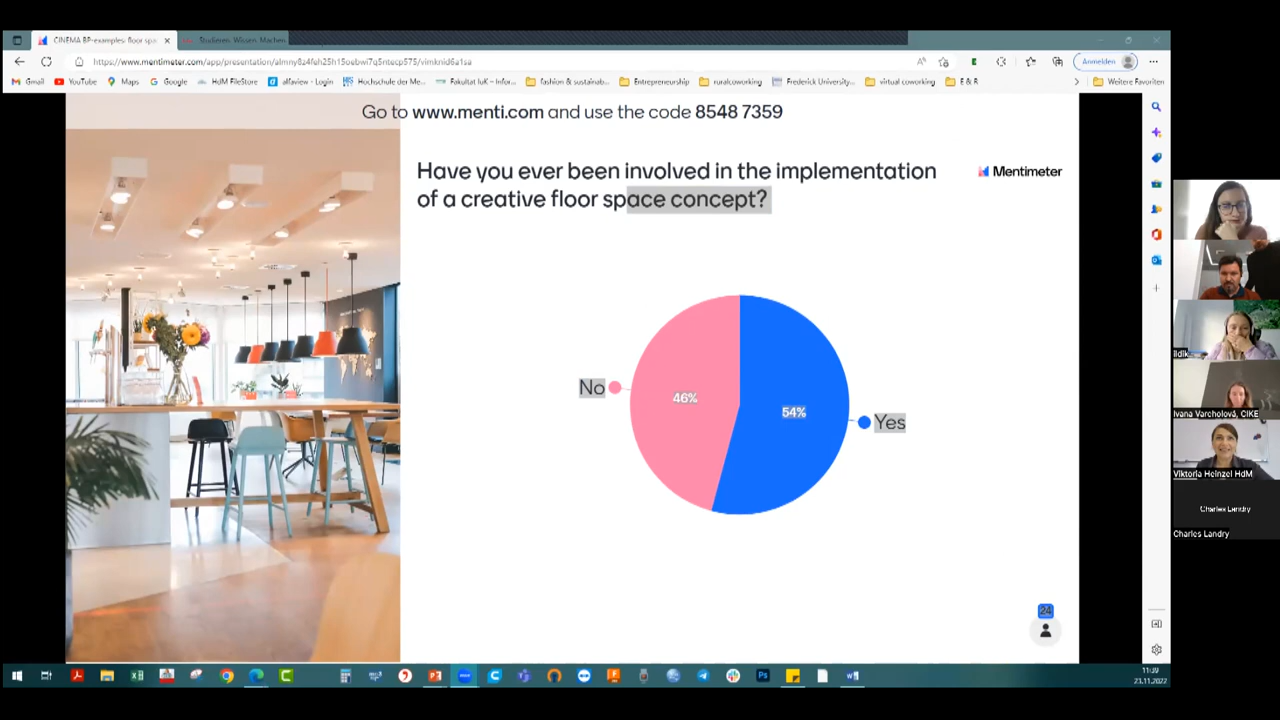 CINEMA BP-examples: floor spac
Studieren. Wissen. Machen.
https://www.mentimeter.com/app/presentation/almny824feh25h15oebwi7q5ntecp575/vimknid6a1sa
Anmelden
Gmail
YouTube
Maps
Google
HdM FileStore
alfaview - Login
Hochschule der Me...
Fakultät IuK – Infor...
fashion & sustainab...
Entrepreneurship
ruralcoworking
Frederick University...
virtual coworking
E & R
Weitere Favoriten
Go to www.menti.com and use the code 8548 7359
Have you ever been involved in the implementation
of a creative floor space concept?
Mentimeter
No
46%
54%
Yes
24
ildik
Ivana Varcholová, CIKE
Viktoria Heinzel HdM
Charles Landry
Charles Landry
11:39
23.11.2022